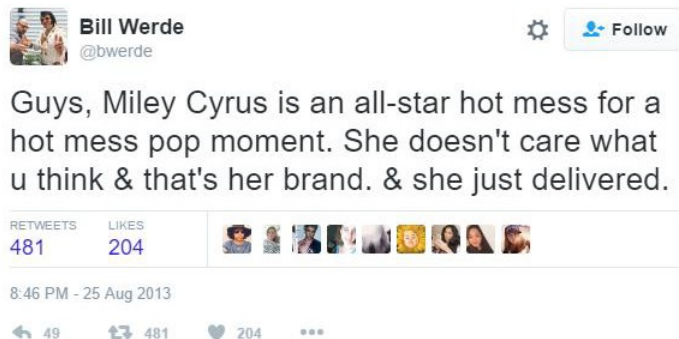 Bill Werde
@bwerde
Follow
Guys, Miley Cyrus is an all-star hot mess for a
hot mess pop moment. She doesn't care what
u think & that's her brand. & she just delivered.
RETWEETS LIKES
481 204
8:46 PM - 25 Aug 2013
49 481 204